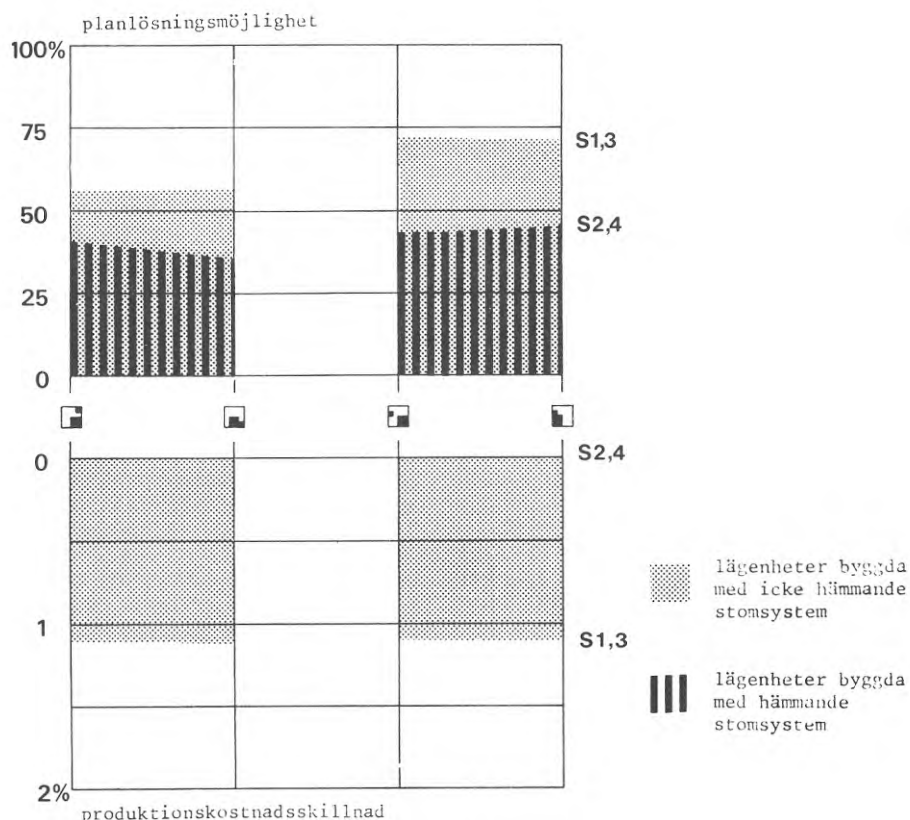 planlösningsmöjlighet
100%
75
S1,3
50
S2,4
25
0
0
S2,4
1
S1,3
2%
produktionskostnadsskillnad
lägenheter byggda
med icke hämmande
stomsystem
lägenheter byggda
med hämmande
stomsystem